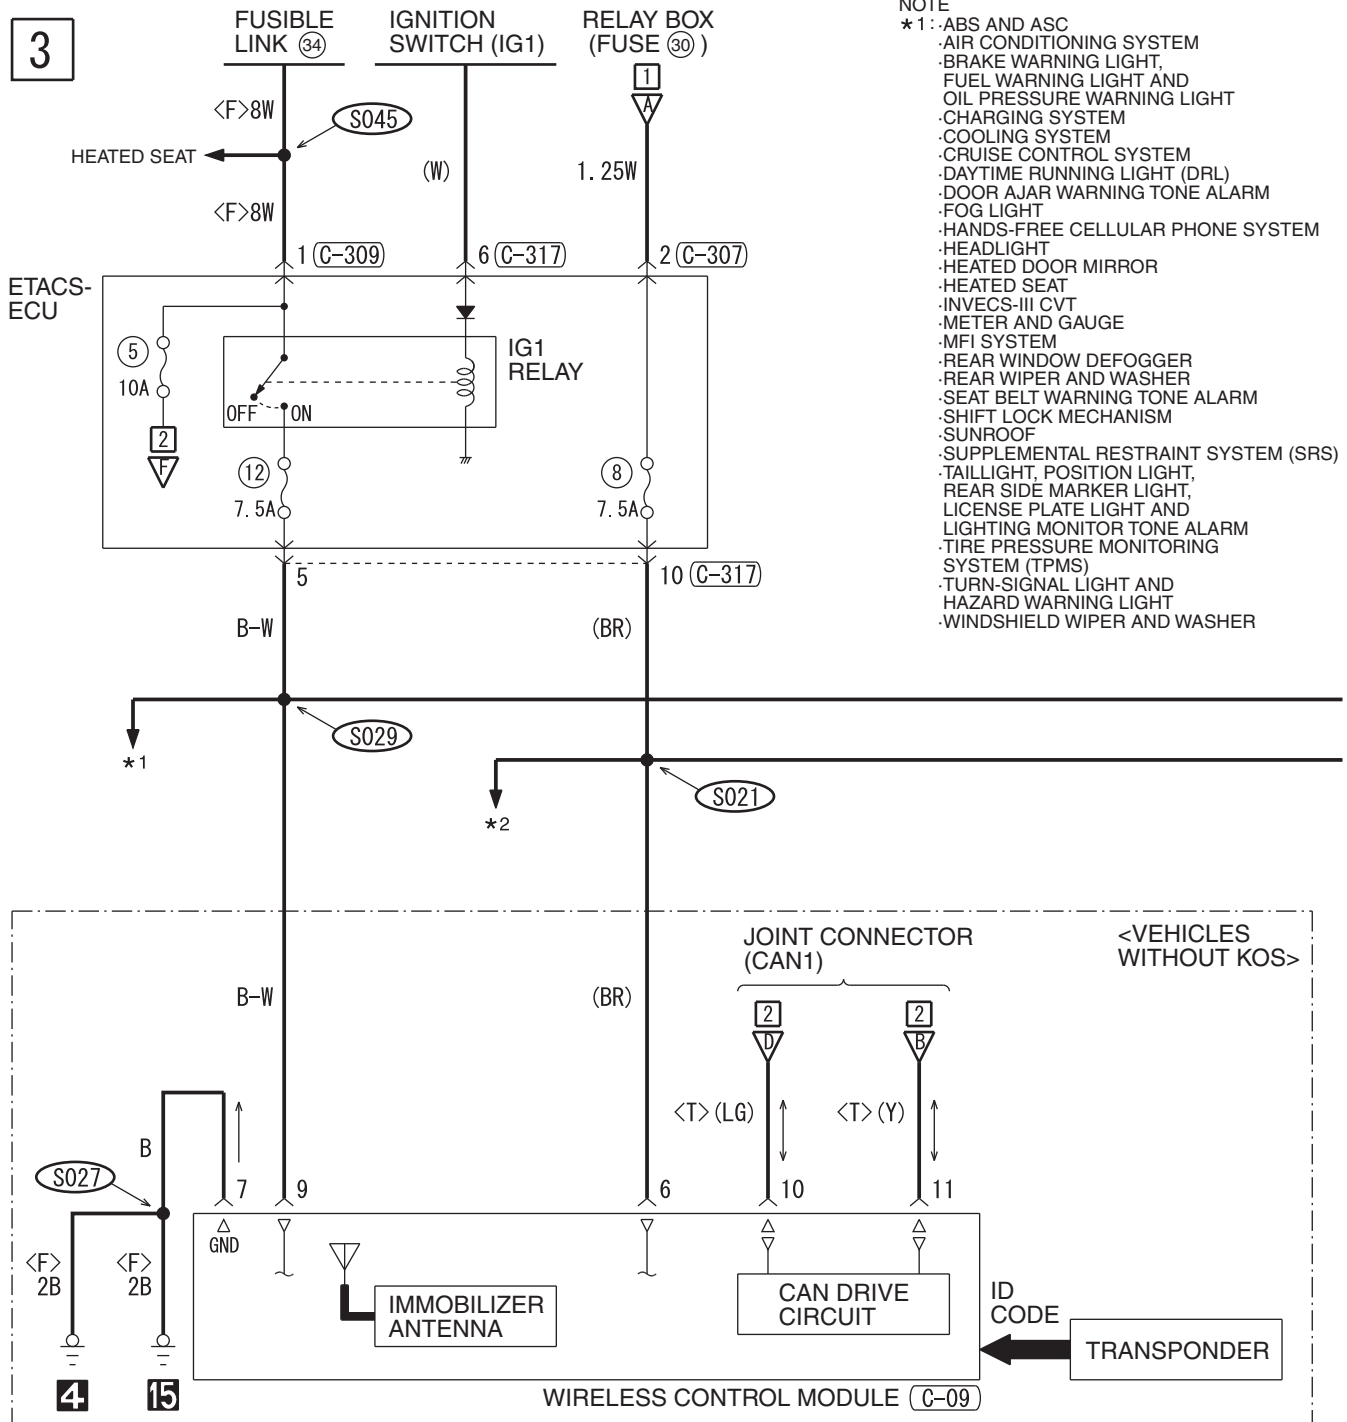 3
FUSIBLE
LINK 34
IGNITION
SWITCH (IG1)
RELAY BOX
(FUSE 30 )
1
A
NOTE
*1: ·ABS AND ASC
·AIR CONDITIONING SYSTEM
·BRAKE WARNING LIGHT,
FUEL WARNING LIGHT AND
OIL PRESSURE WARNING LIGHT
·CHARGING SYSTEM
·COOLING SYSTEM
·CRUISE CONTROL SYSTEM
·DAYTIME RUNNING LIGHT (DRL)
·DOOR AJAR WARNING TONE ALARM
·FOG LIGHT
·HANDS-FREE CELLULAR PHONE SYSTEM
·HEADLIGHT
·HEATED DOOR MIRROR
·HEATED SEAT
·INVECS-III CVT
·METER AND GAUGE
·MFI SYSTEM
·REAR WINDOW DEFOGGER
·REAR WIPER AND WASHER
·SEAT BELT WARNING TONE ALARM
·SHIFT LOCK MECHANISM
·SUNROOF
·SUPPLEMENTAL RESTRAINT SYSTEM (SRS)
·TAILLIGHT, POSITION LIGHT,
REAR SIDE MARKER LIGHT,
LICENSE PLATE LIGHT AND
LIGHTING MONITOR TONE ALARM
·TIRE PRESSURE MONITORING
SYSTEM (TPMS)
·TURN-SIGNAL LIGHT AND
HAZARD WARNING LIGHT
·WINDSHIELD WIPER AND WASHER
<F>8W
S045
HEATED SEAT
(W)
1.25W
<F>8W
1 (C-309)
6 (C-317)
2 (C-307)
ETACS-
ECU
5
10A
IG1
RELAY
OFF
ON
2
F
12
7.5A
8
7.5A
5
10 (C-317)
B-W
(BR)
S029
*1
S021
*2
JOINT CONNECTOR
(CAN1)
<VEHICLES
WITHOUT KOS>
B-W
(BR)
2
D
2
B
<T>(LG)
<T>(Y)
B
S027
7
9
6
10
11
GND
<F>
2B
<F>
2B
IMMOBILIZER
ANTENNA
CAN DRIVE
CIRCUIT
ID
CODE
TRANSPONDER
4
15
WIRELESS CONTROL MODULE (C-09)